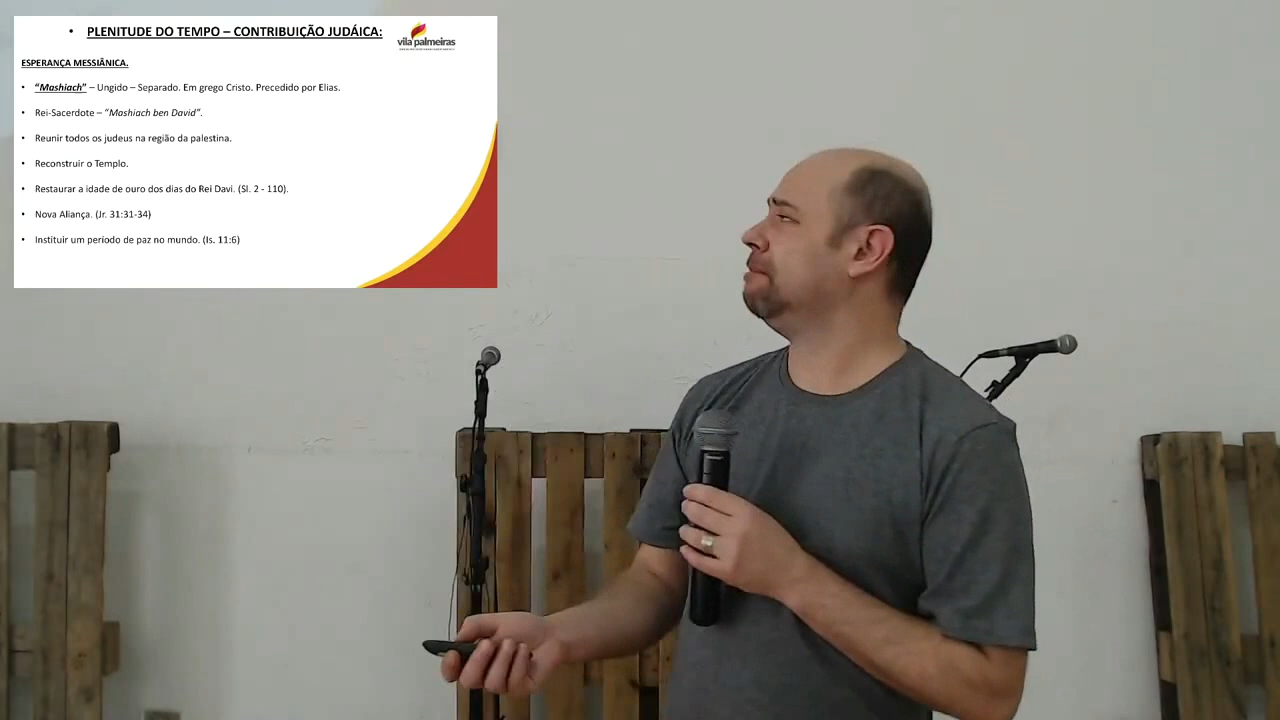 • PLENITUDE DO TEMPO – CONTRIBUIÇÃO JUDÁICA:
vila palmeiras
ESPERANÇA MESSIÂNICA.
• “Mashiach” – Ungido – Separado. Em grego Cristo. Precedido por Elias.
• Rei-Sacerdote – “Mashiach ben David”.
• Reunir todos os judeus na região da palestina.
• Reconstruir o Templo.
• Restaurar a idade de ouro dos dias do Rei Davi. (Sl. 2 - 110).
• Nova Aliança. (Jr. 31:31-34)
• Instituir um período de paz no mundo. (Is. 11:6)